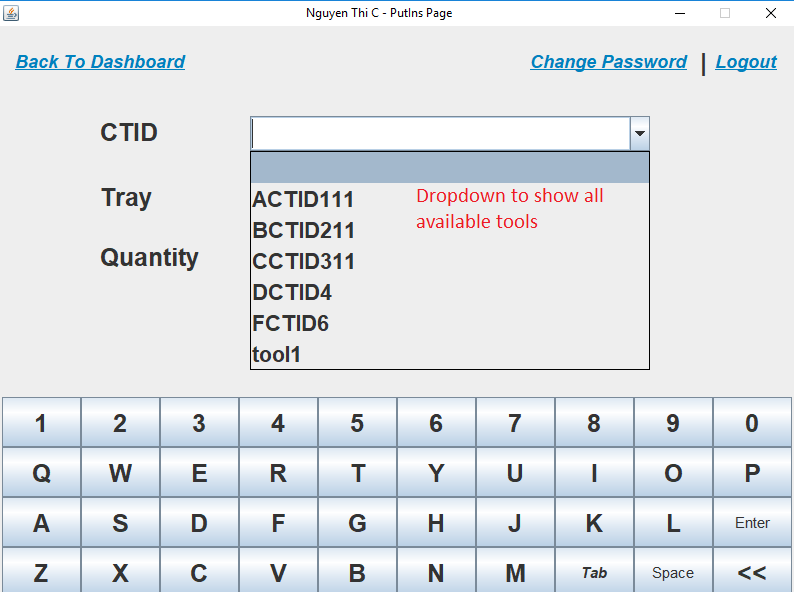 Nguyen Thi C - PutIns Page
Back To Dashboard
Change Password | Logout
CTID
Tray
Quantity
ACTID111
BCTID211
CCTID311
DCTID4
FCTID6
tool1
Dropdown to show all
available tools
1 2 3 4 5 6 7 8 9 0
Q W E R T Y U I O P
A S D F G H J K L Enter
Z X C V B N M Tab Space <<